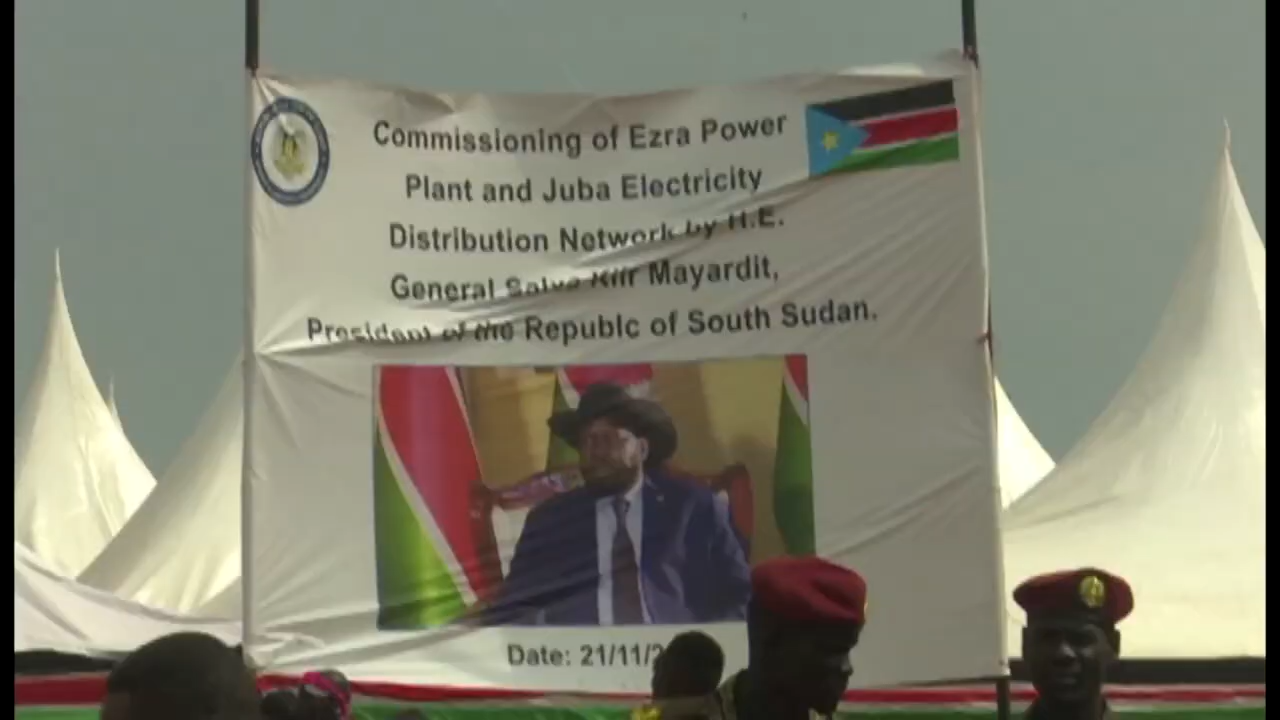 Commissioning of Ezra Power
Plant and Juba Electricity
Distribution Network by H.E.
General Salva Kiir Mayardit,
President of the Republc of South Sudan.
Date: 21/11/2